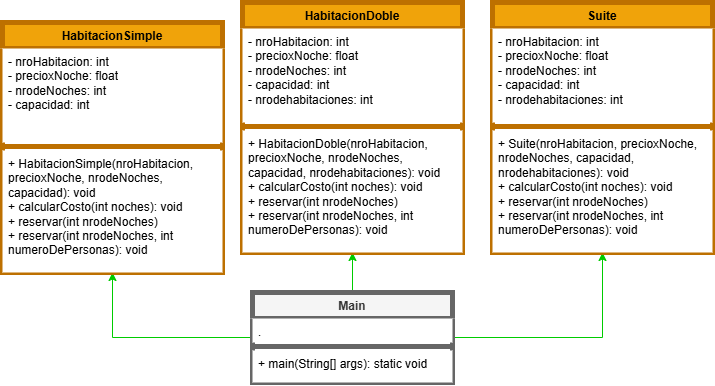 HabitacionSimple
- nroHabitacion: int
- precioxNoche: float
- nrodeNoches: int
- capacidad: int
+ HabitacionSimple(nroHabitacion,
precioxNoche, nrodeNoches,
capacidad): void
+ calcularCosto(int noches): void
+ reservar(int nrodeNoches)
+ reservar(int nrodeNoches, int
numeroDePersonas): void
HabitacionDoble
- nroHabitacion: int
- precioxNoche: float
- nrodeNoches: int
- capacidad: int
- nrodehabitaciones: int
+ HabitacionDoble(nroHabitacion,
precioxNoche, nrodeNoches,
capacidad, nrodehabitaciones): void
+ calcularCosto(int noches): void
+ reservar(int nrodeNoches)
+ reservar(int nrodeNoches, int
numeroDePersonas): void
Suite
- nroHabitacion: int
- precioxNoche: float
- nrodeNoches: int
- capacidad: int
- nrodehabitaciones: int
+ Suite(nroHabitacion, precioxNoche,
nrodeNoches, capacidad,
nrodehabitaciones): void
+ calcularCosto(int noches): void
+ reservar(int nrodeNoches)
+ reservar(int nrodeNoches, int
numeroDePersonas): void
Main
.
+ main(String[] args): static void